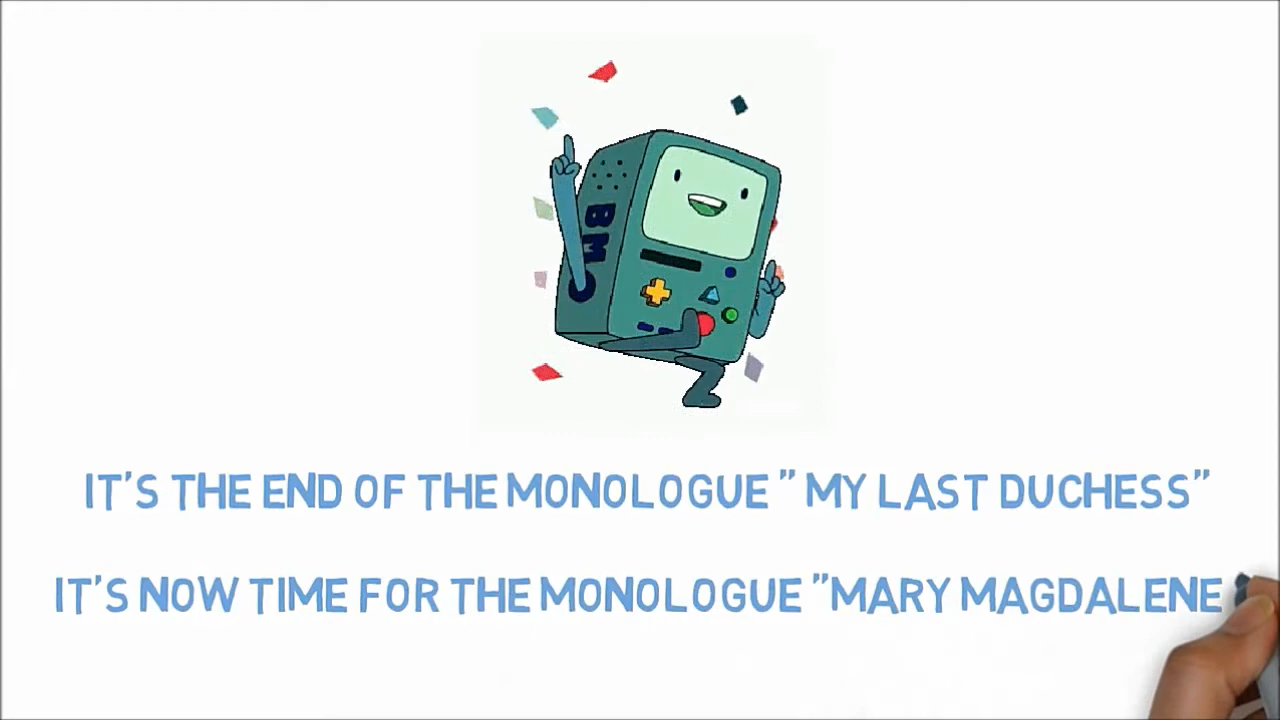 BMO
IT'S THE END OF THE MONOLOGUE " MY LAST DUCHESS"
IT'S NOW TIME FOR THE MONOLOGUE "MARY MAGDALENE